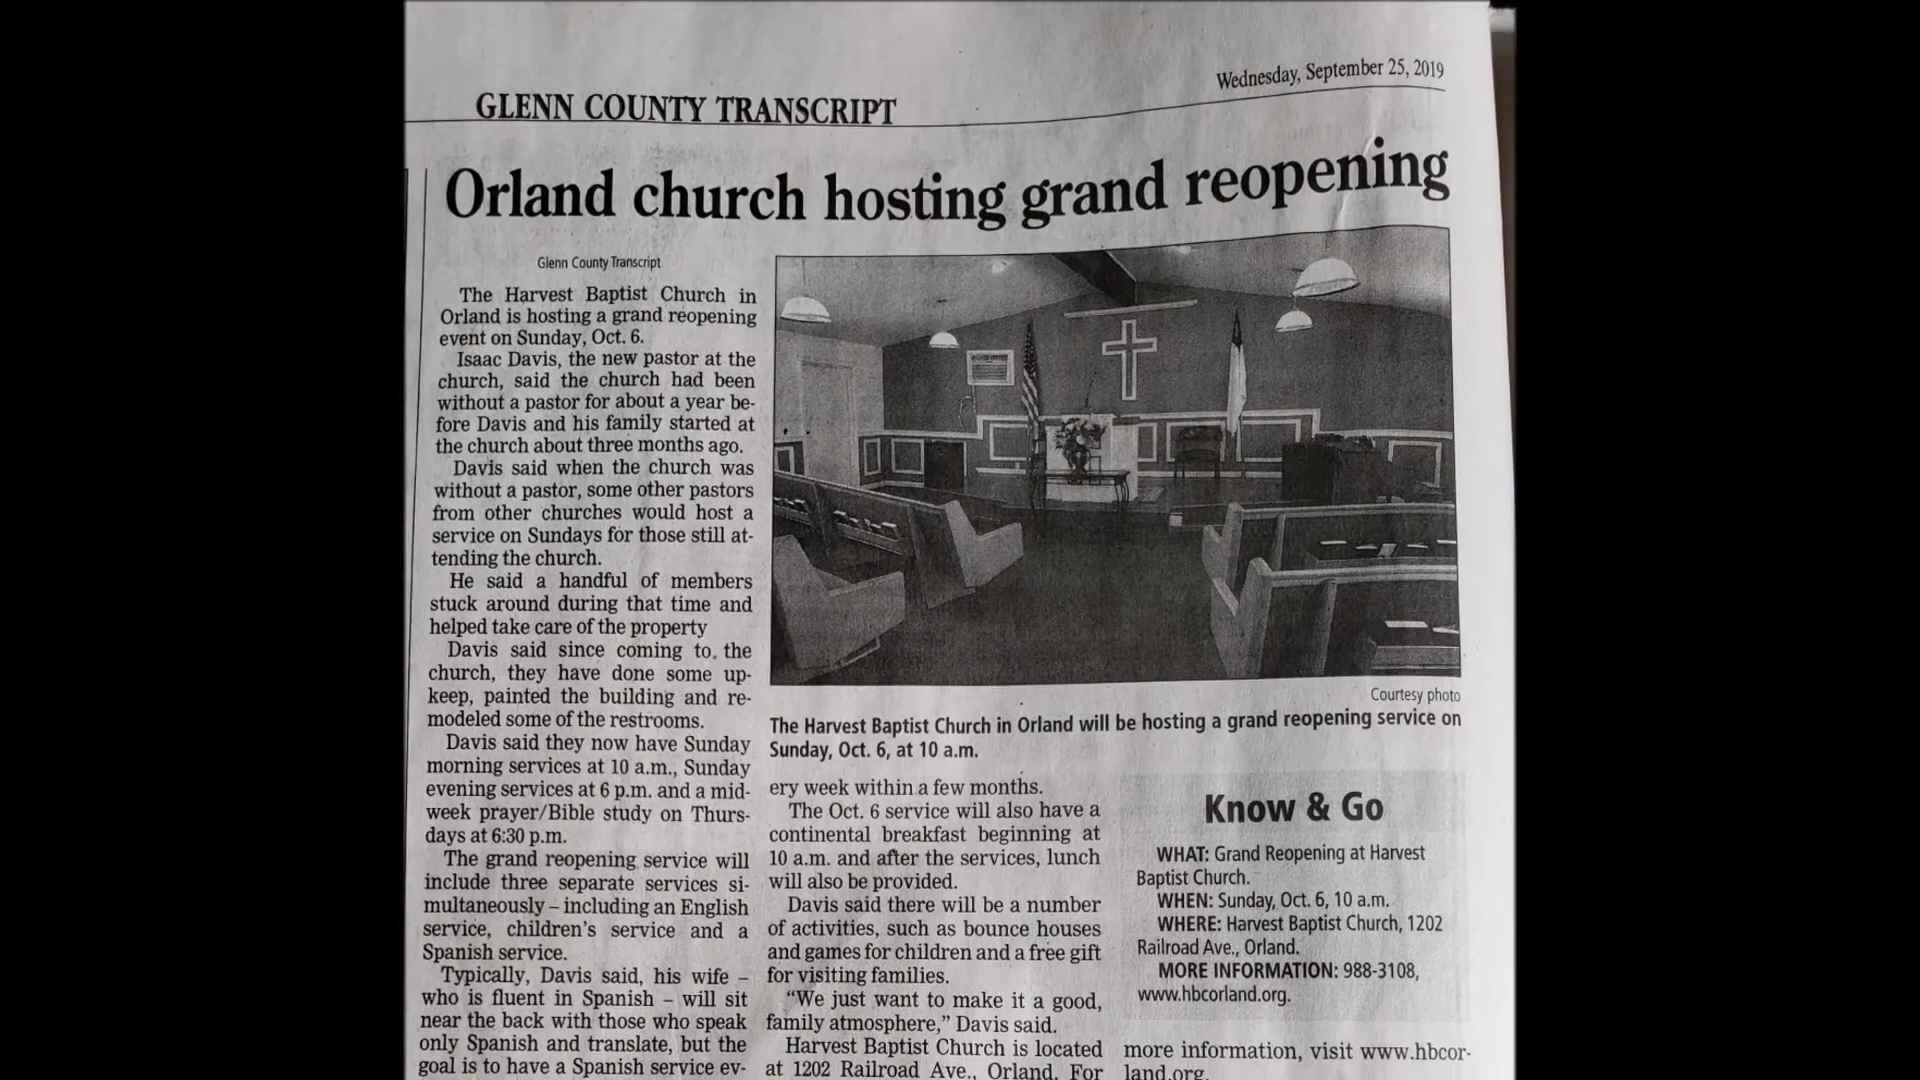 Wednesday, September 25, 2019
GLENN COUNTY TRANSCRIPT
Orland church hosting grand reopening
Glenn County Transcript
The Harvest Baptist Church in
Orland is hosting a grand reopening
event on Sunday, Oct. 6.
Isaac Davis, the new pastor at the
church, said the church had been
without a pastor for about a year be-
fore Davis and his family started at
the church about three months ago.
Davis said when the church was
without a pastor, some other pastors
from other churches would host a
service on Sundays for those still at-
tending the church.
He said a handful of members
stuck around during that time and
helped take care of the property
Davis said since coming to the
church, they have done some up-
keep, painted the building and re-
modeled some of the restrooms.
Davis said they now have Sunday
morning services at 10 a.m., Sunday
evening services at 6 p.m. and a mid-
week prayer/Bible study on Thurs-
days at 6:30 p.m.
The grand reopening service will
include three separate services si-
multaneously – including an English
service, children's service and a
Spanish service.
Typically, Davis said, his wife –
who is fluent in Spanish – will sit
near the back with those who speak
only Spanish and translate, but the
goal is to have a Spanish service ev-
Courtesy photo
The Harvest Baptist Church in Orland will be hosting a grand reopening service on
Sunday, Oct. 6, at 10 a.m.
ery week within a few months.
The Oct. 6 service will also have a
continental breakfast beginning at
10 a.m. and after the services, lunch
will also be provided.
Davis said there will be a number
of activities, such as bounce houses
and games for children and a free gift
for visiting families.
“We just want to make it a good,
family atmosphere,” Davis said.
Harvest Baptist Church is located
at 1202 Railroad Ave., Orland. For
Know & Go
WHAT: Grand Reopening at Harvest
Baptist Church.
WHEN: Sunday, Oct. 6, 10 a.m.
WHERE: Harvest Baptist Church, 1202
Railroad Ave., Orland.
MORE INFORMATION: 988-3108,
www.hbcorland.org.
more information, visit www.hbcor-
land.org.